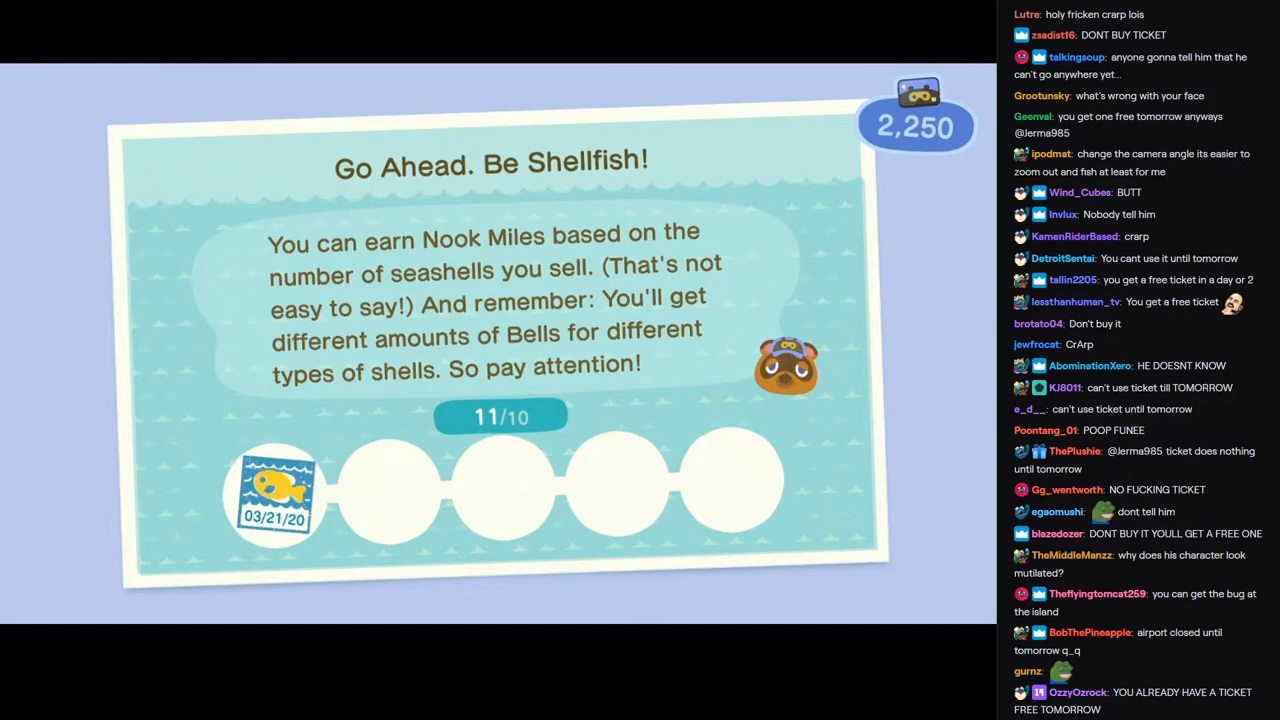 2,250
Go Ahead. Be Shellfish!
You can earn Nook Miles based on the
number of seashells you sell. (That's not
easy to say!) And remember: You'll get
different amounts of Bells for different
types of shells. So pay attention!
11/10
03/21/20
Lutre: holy fricken crarp lois
zsadist16: DONT BUY TICKET
talkingsoup: anyone gonna tell him that he
can't go anywhere yet...
Grootunsky: what's wrong with your face
Geenval: you get one free tomorrow anyways
@Jerma985
ipodmat: change the camera angle its easier to
zoom out and fish at least for me
Wind_Cubes: BUTT
Invlux: Nobody tell him
KamenRiderBased: crarp
DetroitSentai: You cant use it until tomorrow
tallin2205: you get a free ticket in a day or 2
lessthanhuman_tv: You get a free ticket
brotato04: Don't buy it
jewfrocat: CrArp
AbominationXero: HE DOESNT KNOW
KJ8011: can't use ticket till TOMORROW
e_d__: can't use ticket until tomorrow
Poontang_01: POOP FUNEE
ThePlushie: @Jerma985 ticket does nothing
until tomorrow
Gg_wentworth: NO FUCKING TICKET
egaomushi: dont tell him
blazedozer: DONT BUY IT YOULL GET A FREE ONE
TheMiddleManzz: why does his character look
mutilated?
Theflyingtomcat259: you can get the bug at
the island
BobThePineapple: airport closed until
tomorrow q_q
gurnz:
OzzyOzrock: YOU ALREADY HAVE A TICKET
FREE TOMORROW